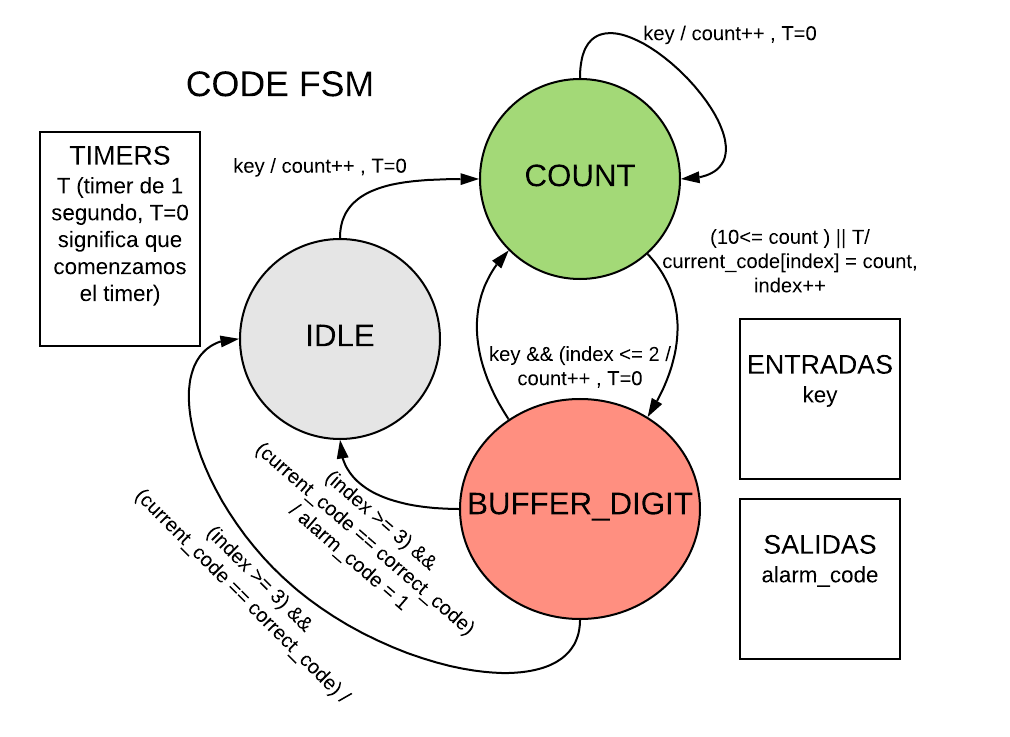 CODE FSM
key / count++ , T=0
TIMERS
T (timer de 1
segundo, T=0
significa que
comenzamos
el timer)
key / count++ , T=0
COUNT
(10<= count ) || T/
current_code[index] = count,
index++
IDLE
key && (index <= 2 /
count++ , T=0
ENTRADAS
key
BUFFER_DIGIT
(index >= 3) &&
(current_code == correct_code)
/ alarm_code = 1
(index >= 3) &&
(current_code == correct_code) /
SALIDAS
alarm_code